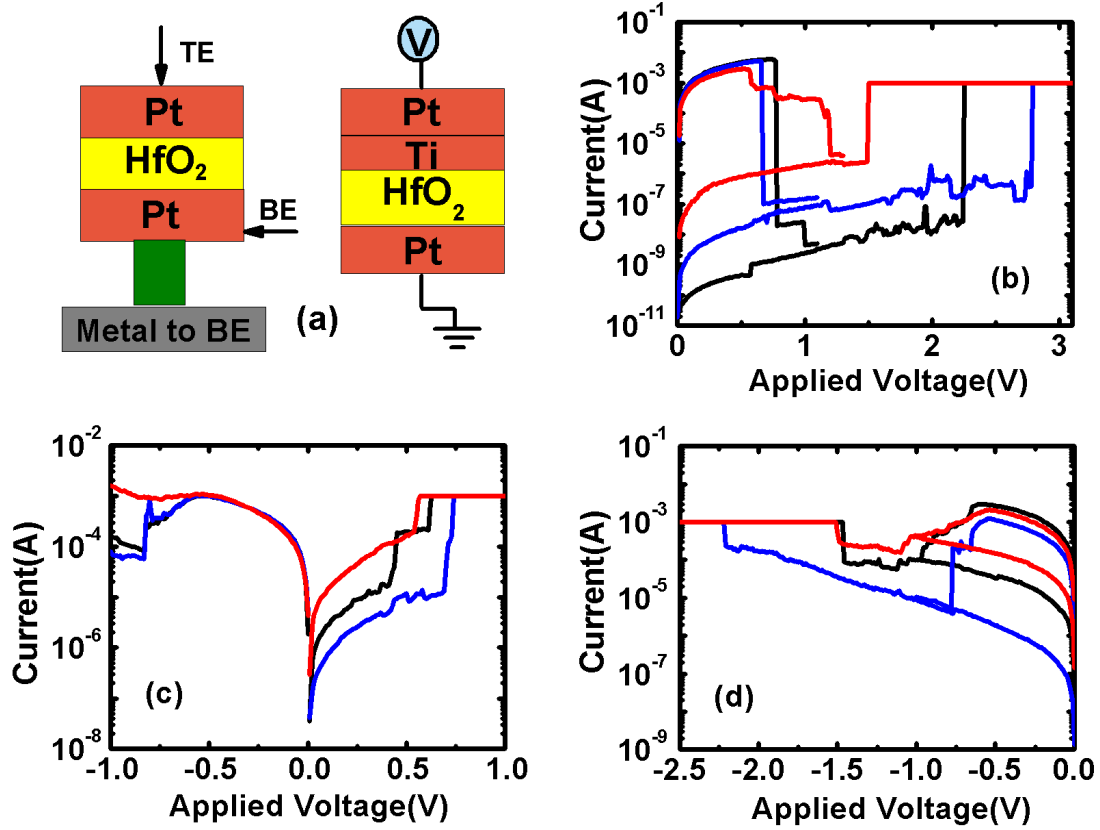 TE
Pt
HfO₂
Pt
BE
Metal to BE
(a)
V
Pt
Ti
HfO₂
Pt
Current(A)
10⁻¹
10⁻³
10⁻⁵
10⁻⁷
10⁻⁹
10⁻¹¹
(b)
0 1 2 3
Applied Voltage(V)
Current(A)
10⁻²
10⁻⁴
10⁻⁶
10⁻⁸
(c)
-1.0 -0.5 0.0 0.5 1.0
Applied Voltage(V)
Current(A)
10⁻¹
10⁻³
10⁻⁵
10⁻⁷
10⁻⁹
(d)
-2.5 -2.0 -1.5 -1.0 -0.5 0.0
Applied Voltage(V)